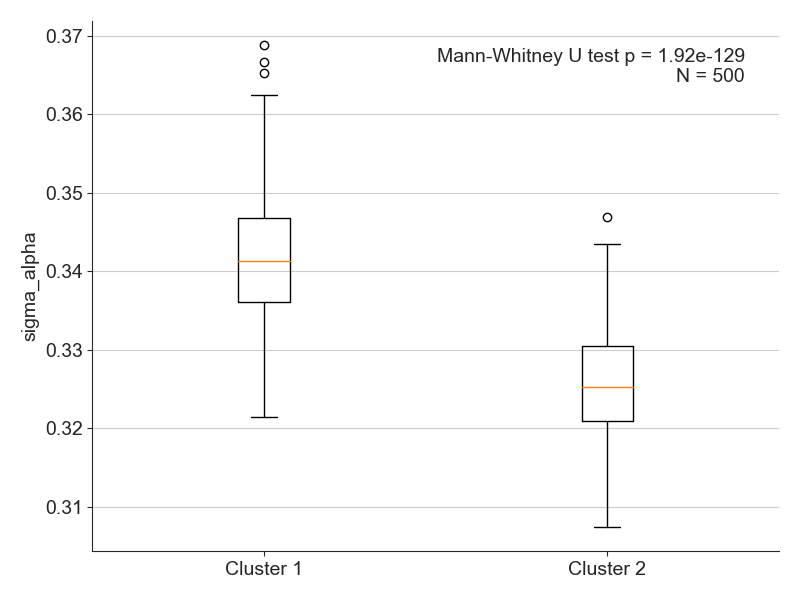 Mann-Whitney U test p = 1.92e-129
N = 500
sigma_alpha
0.37
0.36
0.35
0.34
0.33
0.32
0.31
Cluster 1
Cluster 2